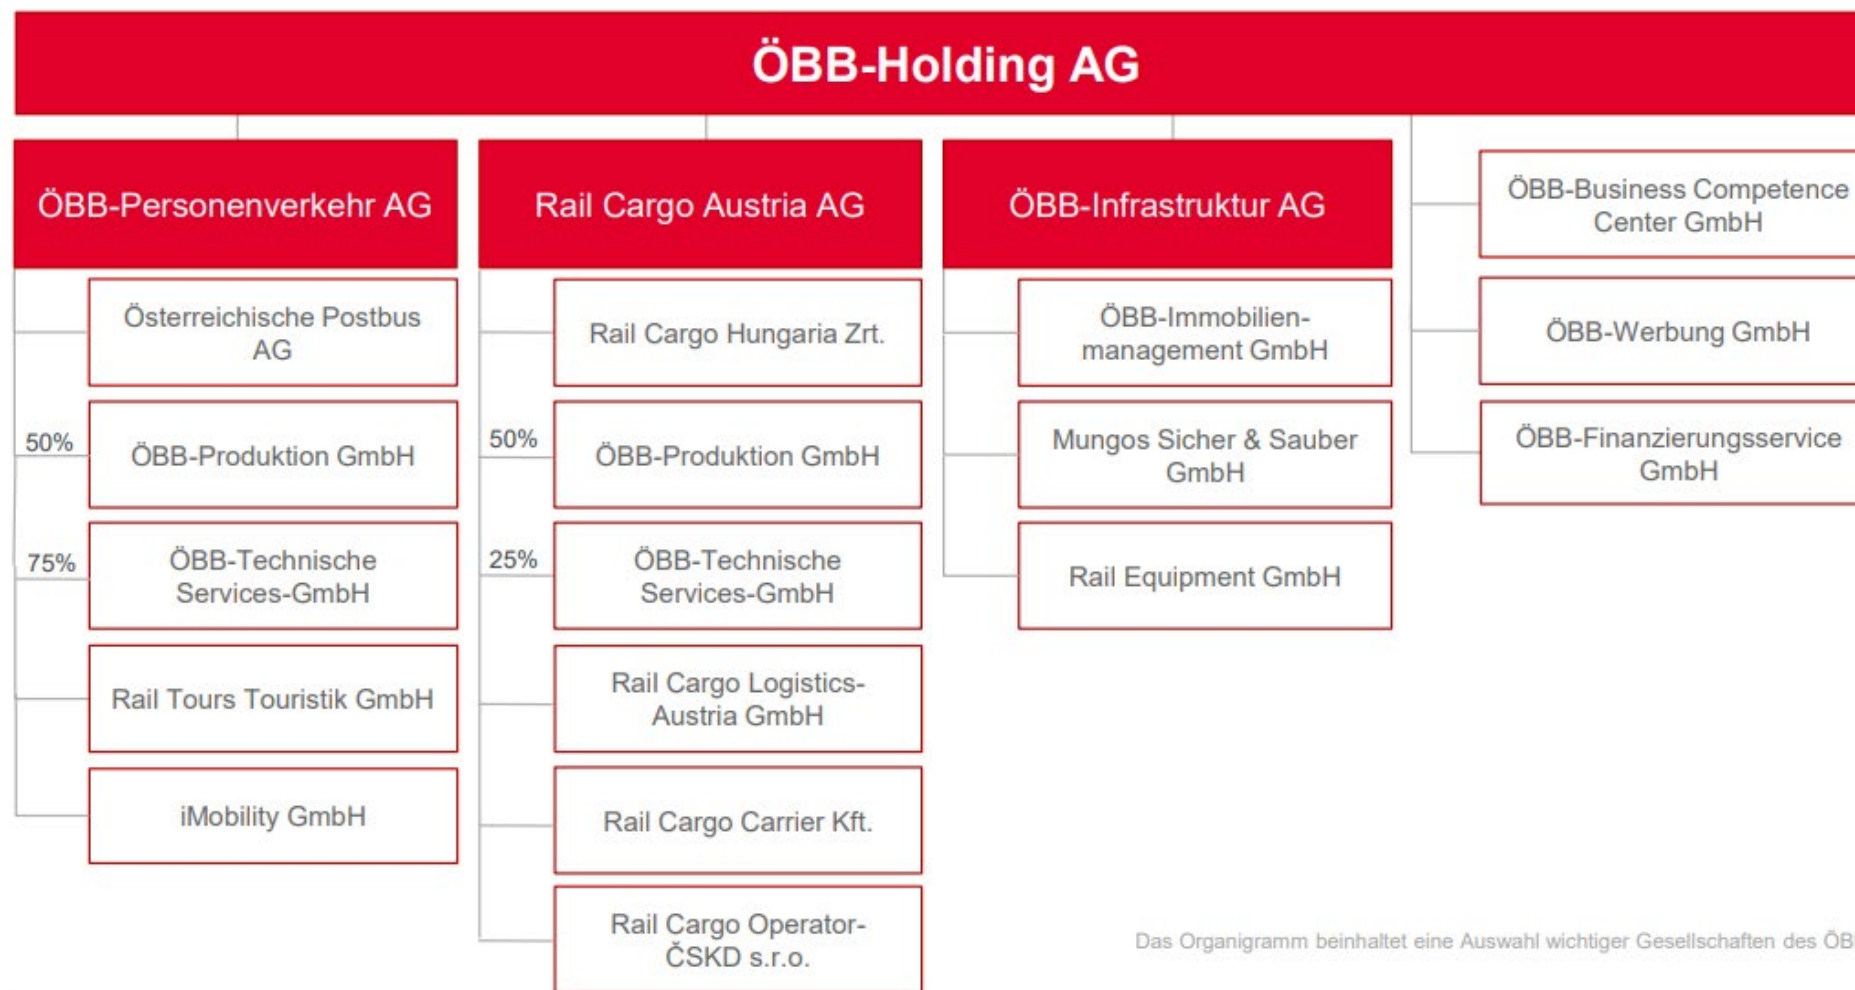 ÖBB-Holding AG
ÖBB-Personenverkehr AG
Österreichische Postbus
AG
50%
ÖBB-Produktion GmbH
75%
ÖBB-Technische
Services-GmbH
Rail Tours Touristik GmbH
iMobility GmbH
Rail Cargo Austria AG
Rail Cargo Hungaria Zrt.
50%
ÖBB-Produktion GmbH
25%
ÖBB-Technische
Services-GmbH
Rail Cargo Logistics-
Austria GmbH
Rail Cargo Carrier Kft.
Rail Cargo Operator-
ČSKD s.r.o.
ÖBB-Infrastruktur AG
ÖBB-Immobilien-
management GmbH
Mungos Sicher & Sauber
GmbH
Rail Equipment GmbH
ÖBB-Business Competence
Center GmbH
ÖBB-Werbung GmbH
ÖBB-Finanzierungsservice
GmbH
Das Organigramm beinhaltet eine Auswahl wichtiger Gesellschaften des